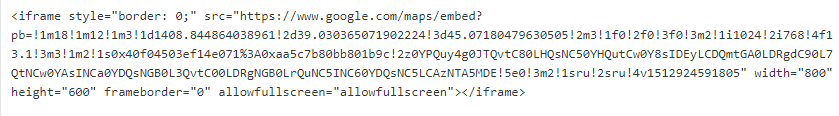 <iframe style="border: 0;" src="https://www.google.com/maps/embed?
pb=!1m18!1m12!1m3!1d1408.844864038961!2d39.030365071902224!3d45.07180479630505!2m3!1f0!2f0!3f0!3m2!1i1024!2i768!4f1
3.1!3m3!1m2!1s0x40f04503ef14e071%3A0xaa5c7b80bb801b9c!2z0YPQuy4g0JTQvtC80LHQsNC50YHQutCw0Y8sIDEyLCDQmtGA0LDRgdC90L7
QtNCw0YAsINCa0YDQsNGB0L3QvtC00LDRgNGB0LrQuNC5INC60YDQsNC5LCAzNTA5MDE!5e0!3m2!1sru!2sru!4v1512924591805" width="800"
height="600" frameborder="0" allowfullscreen="allowfullscreen"></iframe>